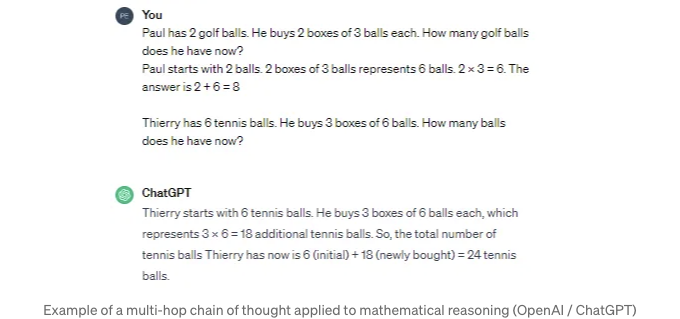 PE You
Paul has 2 golf balls. He buys 2 boxes of 3 balls each. How many golf balls
does he have now?
Paul starts with 2 balls. 2 boxes of 3 balls represents 6 balls. 2 × 3 = 6. The
answer is 2 + 6 = 8
Thierry has 6 tennis balls. He buys 3 boxes of 6 balls. How many balls
does he have now?
ChatGPT
Thierry starts with 6 tennis balls. He buys 3 boxes of 6 balls each, which
represents 3 × 6 = 18 additional tennis balls. So, the total number of
tennis balls Thierry has now is 6 (initial) + 18 (newly bought) = 24 tennis
balls.
Example of a multi-hop chain of thought applied to mathematical reasoning (OpenAI / ChatGPT)